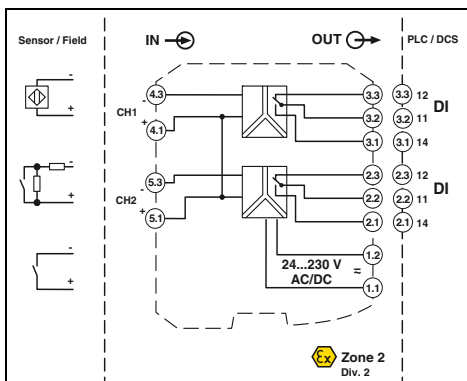 Sensor / Field
IN
OUT
PLC / DCS
-
+
4.3
-
CH1
+
4.1
3.3
3.3
12
3.2
3.2
11
DI
3.1
3.1
14
-
+
5.3
-
CH2
+
5.1
2.3
2.3
12
2.2
2.2
11
DI
2.1
2.1
14
-
+
24...230 V
AC/DC
≈
1.2
1.1
Ex
Zone 2
Div. 2